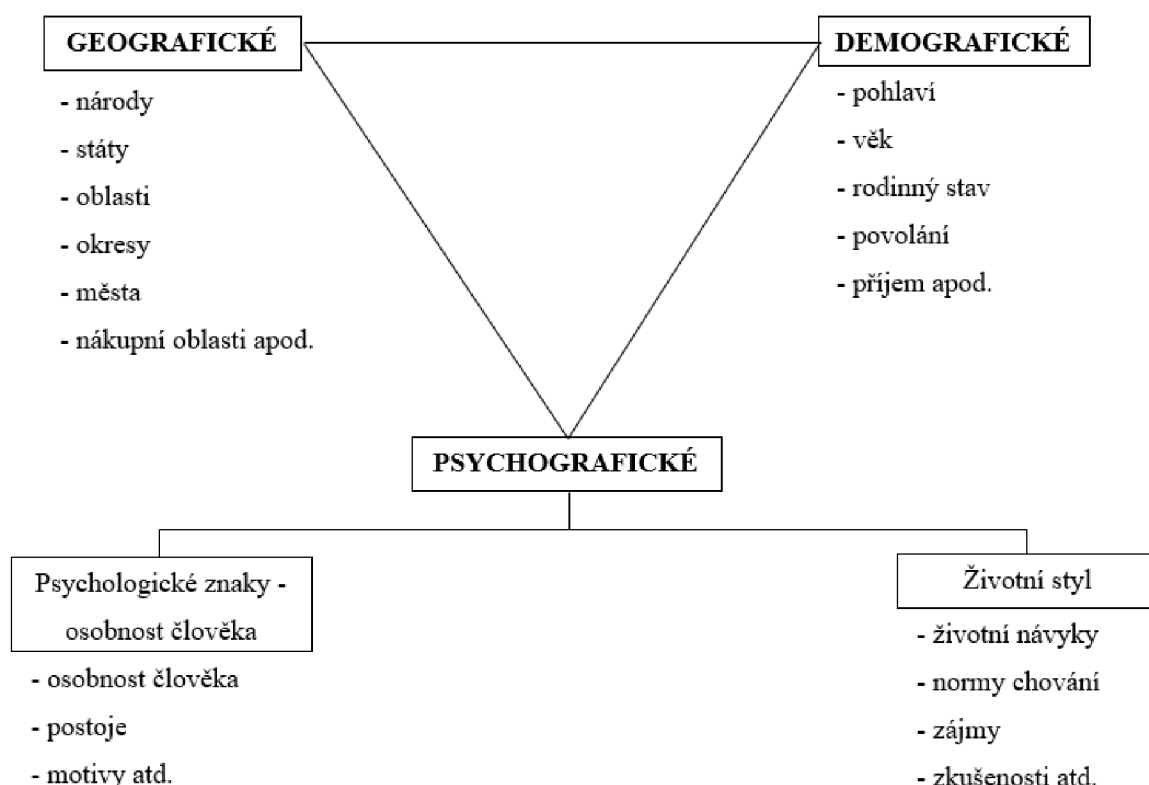 GEOGRAFICKÉ
- národy
- státy
- oblasti
- okresy
- města
- nákupní oblasti apod.
DEMOGRAFICKÉ
- pohlaví
- věk
- rodinný stav
- povolání
- příjem apod.
PSYCHOGRAFICKÉ
Psychologické znaky -
osobnost člověka
- osobnost člověka
- postoje
- motivy atd.
Životní styl
- životní návyky
- normy chování
- zájmy
- zkušenosti atd.